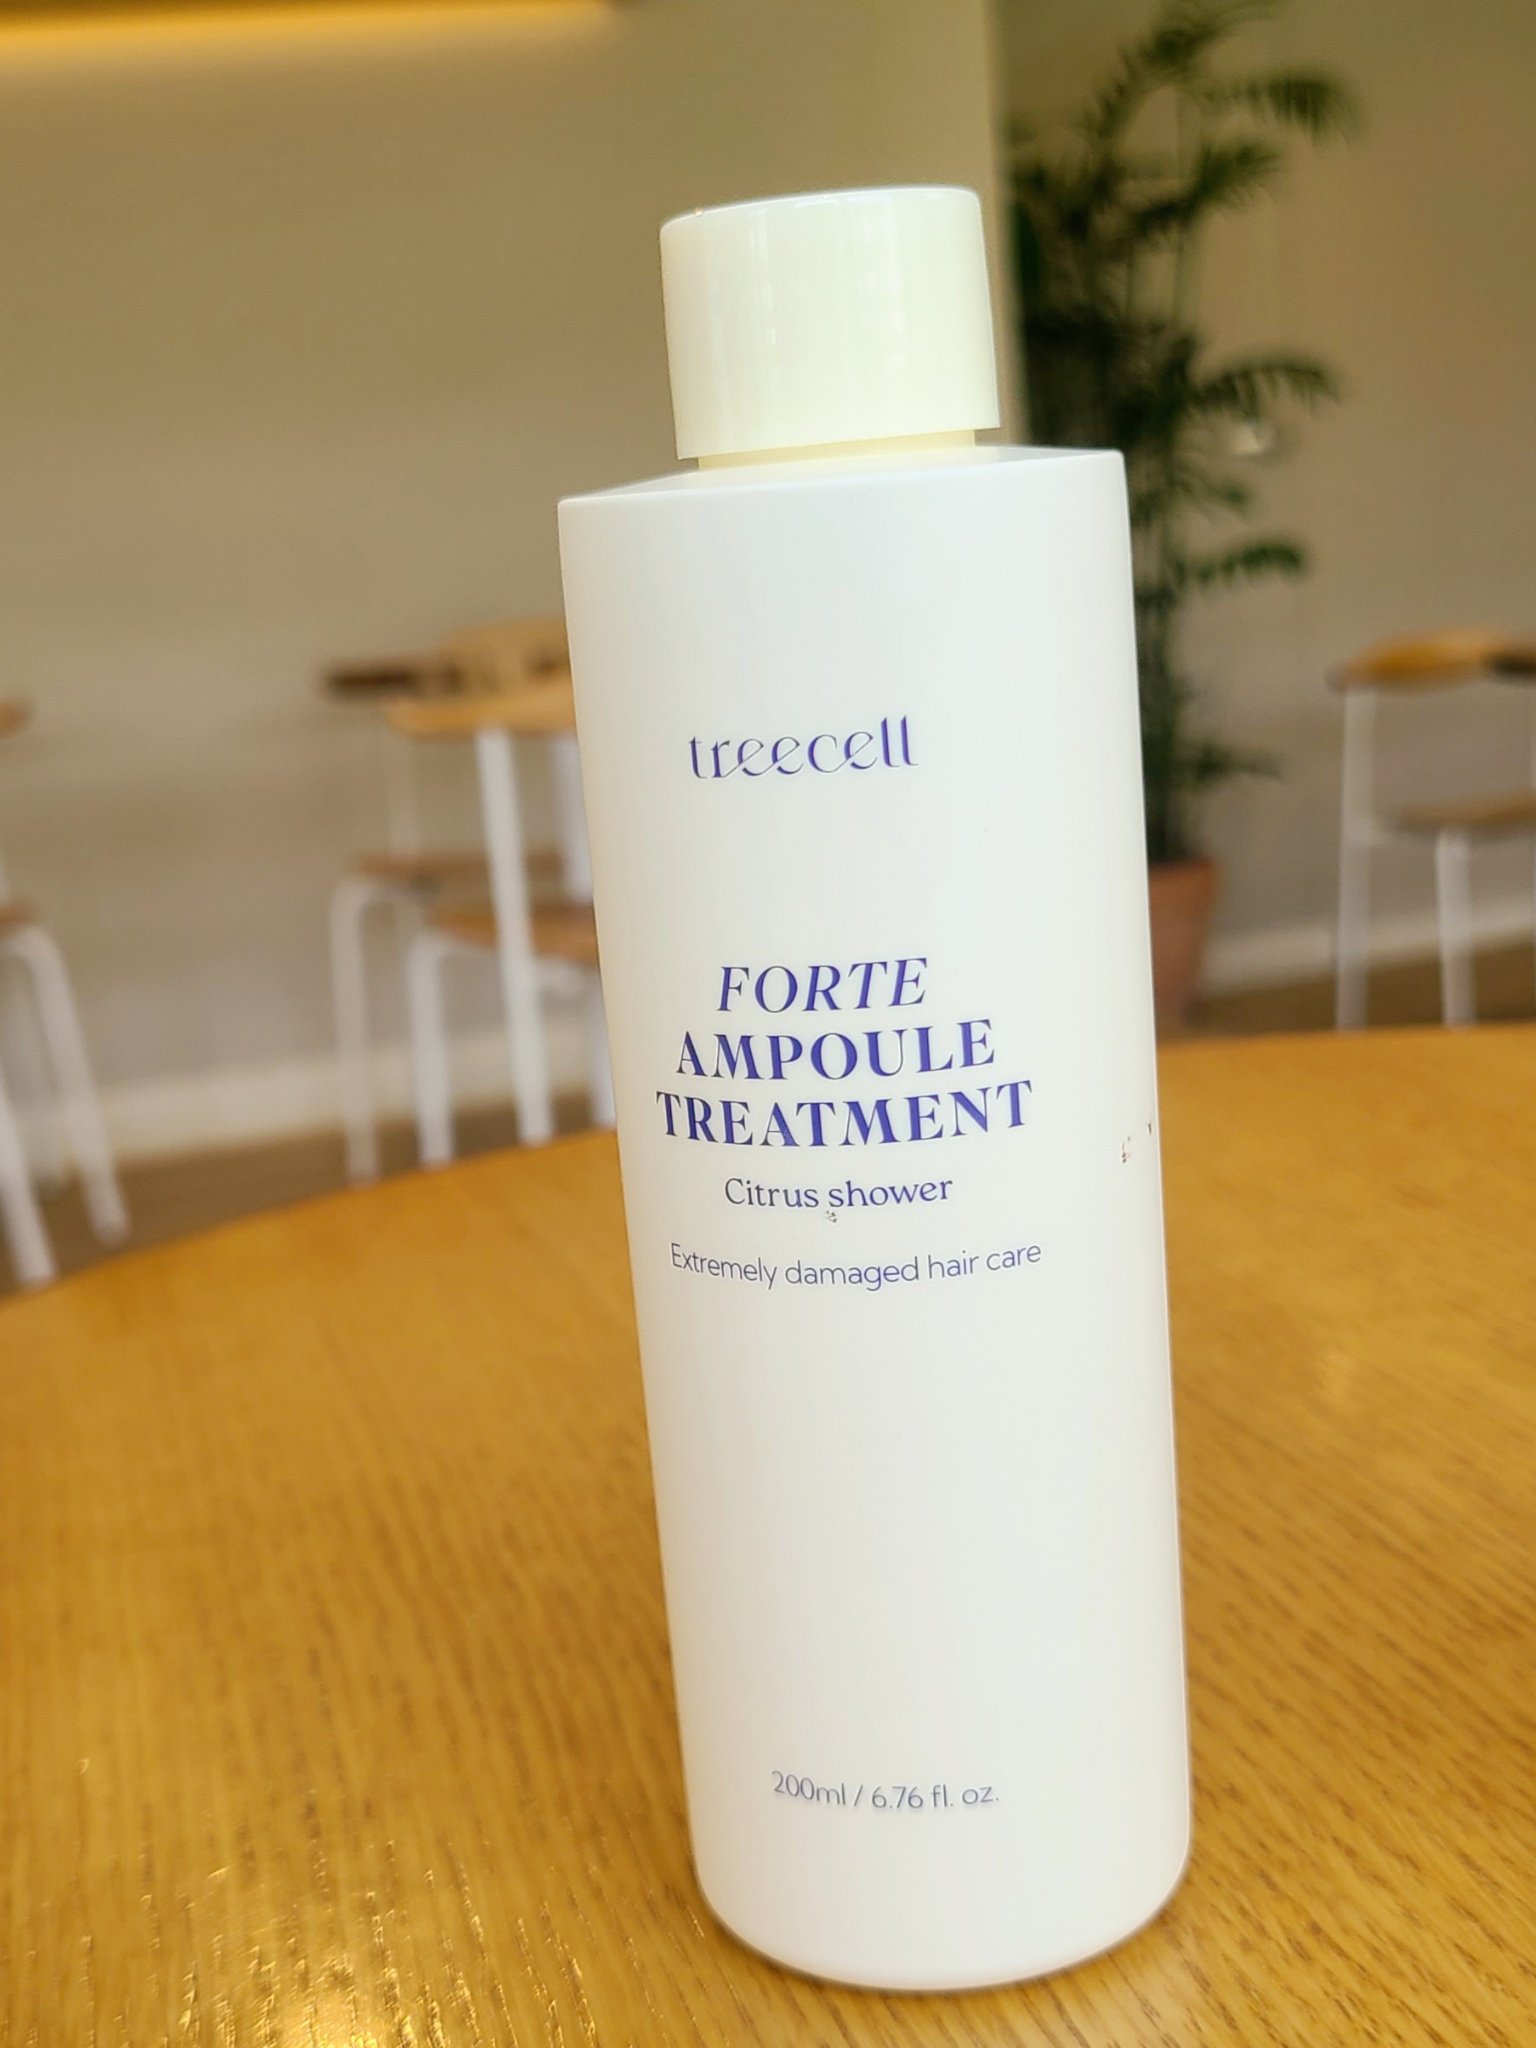 treecell
FORTE
AMPOULE
TREATMENT
Citrus shower
Extremely damaged hair care
200ml / 6.76 fl. oz.